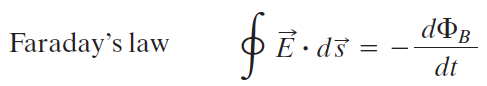 Faraday's law ∮ E⃗ · ds⃗ = − dΦ_B / dt